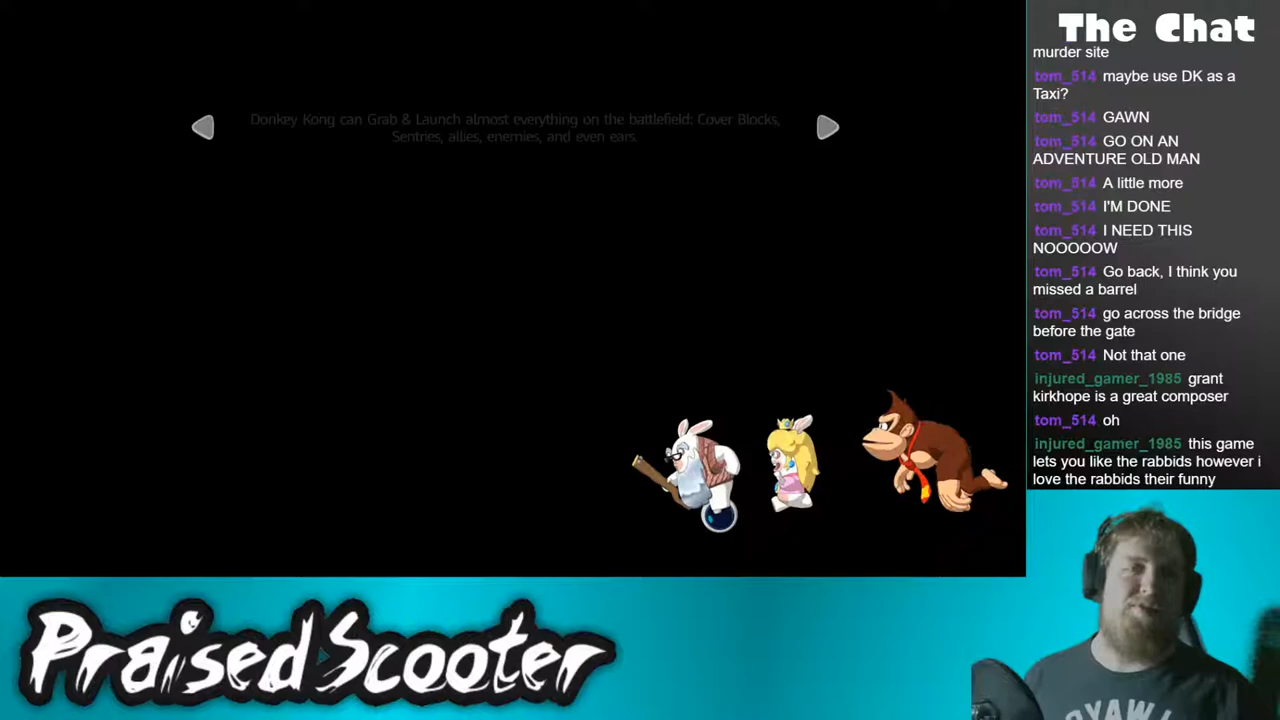 Donkey Kong can Grab & Launch almost everything on the battlefield: Cover Blocks,
Sentries, allies, enemies, and even ears.
The Chat
murder site
tom_514 maybe use DK as a
Taxi?
tom_514 GAWN
tom_514 GO ON AN
ADVENTURE OLD MAN
tom_514 A little more
tom_514 I'M DONE
tom_514 I NEED THIS
NOOOOOW
tom_514 Go back, I think you
missed a barrel
tom_514 go across the bridge
before the gate
tom_514 Not that one
injured_gamer_1985 grant
kirkhope is a great composer
tom_514 oh
injured_gamer_1985 this game
lets you like the rabbids however i
love the rabbids their funny
PraisedScooter